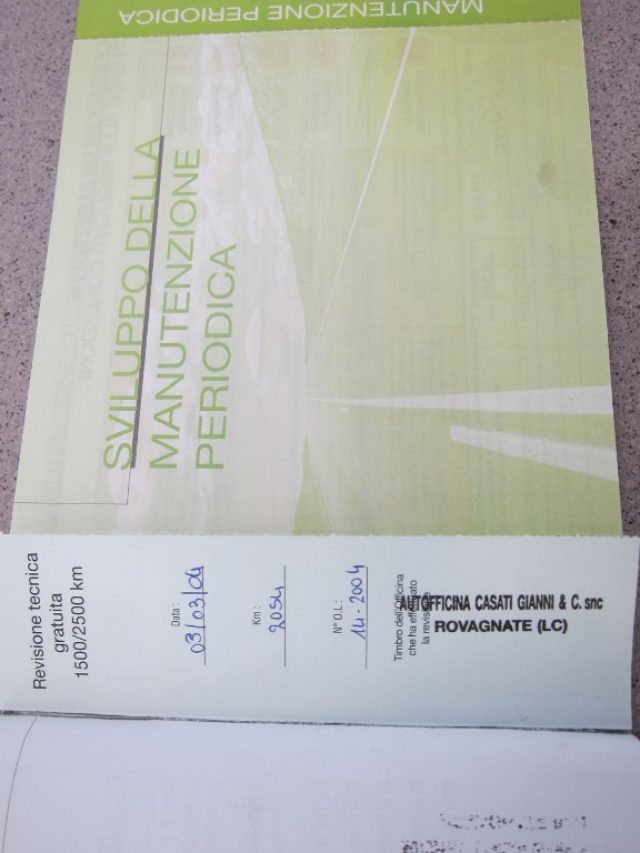 MANUTENZIONE PERIODICA
SVILUPPO DELLA
MANUTENZIONE
PERIODICA
Revisione tecnica
gratuita
1500/2500 km
Data :
03/03/04
Km :
2054
N° O.L :
14-2004
Timbro dell'officina
che ha effettuato
la revisione
AUTOFFICINA CASATI GIANNI & C. snc
ROVAGNATE (LC)